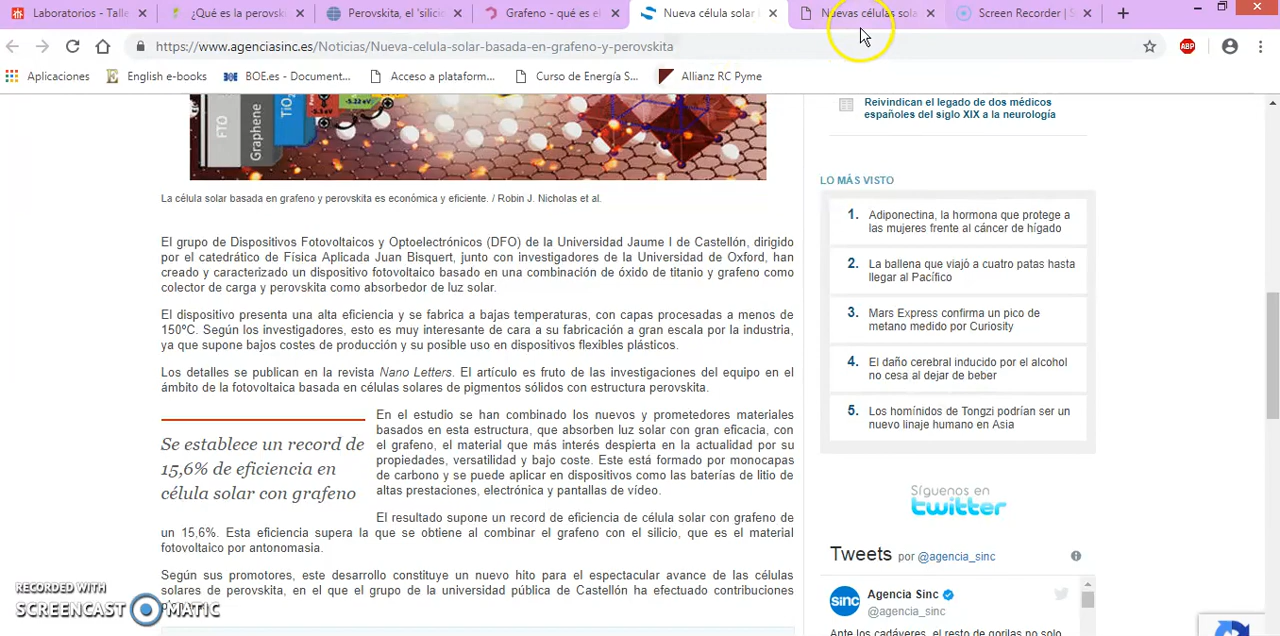 Laboratorios - Talle
¿Qué es la perovsk
Perovskita, el 'silicio
Grafeno - qué es el
Nueva célula solar
Nuevas células sola
Screen Recorder | S
https://www.agenciasinc.es/Noticias/Nueva-celula-solar-basada-en-grafeno-y-perovskita
ABP
Aplicaciones
English e-books
BOE.es - Document...
Acceso a plataform...
Curso de Energía S...
Allianz RC Pyme
FTO
Graphene
TiO
-5.22 eV
La célula solar basada en grafeno y perovskita es económica y eficiente. / Robin J. Nicholas et al.
El grupo de Dispositivos Fotovoltaicos y Optoelectrónicos (DFO) de la Universidad Jaume I de Castellón, dirigido
por el catedrático de Física Aplicada Juan Bisquert, junto con investigadores de la Universidad de Oxford, han
creado y caracterizado un dispositivo fotovoltaico basado en una combinación de óxido de titanio y grafeno como
colector de carga y perovskita como absorbedor de luz solar.
El dispositivo presenta una alta eficiencia y se fabrica a bajas temperaturas, con capas procesadas a menos de
150ºC. Según los investigadores, esto es muy interesante de cara a su fabricación a gran escala por la industria,
ya que supone bajos costes de producción y su posible uso en dispositivos flexibles plásticos.
Los detalles se publican en la revista Nano Letters. El artículo es fruto de las investigaciones del equipo en el
ámbito de la fotovoltaica basada en células solares de pigmentos sólidos con estructura perovskita.
Se establece un record de
15,6% de eficiencia en
célula solar con grafeno
En el estudio se han combinado los nuevos y prometedores materiales
basados en esta estructura, que absorben luz solar con gran eficacia, con
el grafeno, el material que más interés despierta en la actualidad por su
propiedades, versatilidad y bajo coste. Este está formado por monocapas
de carbono y se puede aplicar en dispositivos como las baterías de litio de
altas prestaciones, electrónica y pantallas de vídeo.
El resultado supone un record de eficiencia de célula solar con grafeno de
un 15,6%. Esta eficiencia supera la que se obtiene al combinar el grafeno con el silicio, que es el material
fotovoltaico por antonomasia.
Según sus promotores, este desarrollo constituye un nuevo hito para el espectacular avance de las células
solares de perovskita, en el que el grupo de la universidad pública de Castellón ha efectuado contribuciones
Reivindican el legado de dos médicos
españoles del siglo XIX a la neurología
LO MÁS VISTO
1. Adiponectina, la hormona que protege a
las mujeres frente al cáncer de hígado
2. La ballena que viajó a cuatro patas hasta
llegar al Pacífico
3. Mars Express confirma un pico de
metano medido por Curiosity
4. El daño cerebral inducido por el alcohol
no cesa al dejar de beber
5. Los homínidos de Tongzi podrían ser un
nuevo linaje humano en Asia
Síguenos en
twitter
Tweets por @agencia_sinc
sinc
Agencia Sinc
@agencia_sinc
Ante los cadáveres, el resto de gorilas no solo
RECORDED WITH
SCREENCAST MATIC